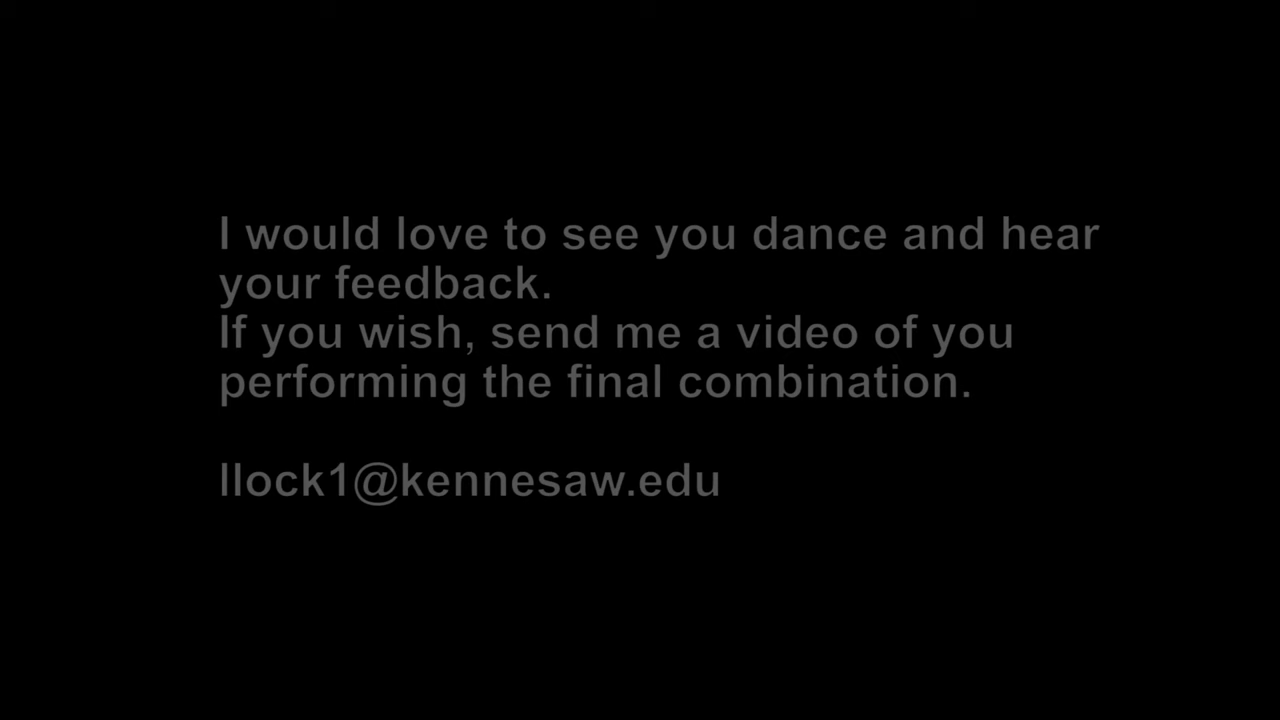 I would love to see you dance and hear
your feedback.
If you wish, send me a video of you
performing the final combination.
llock1@kennesaw.edu